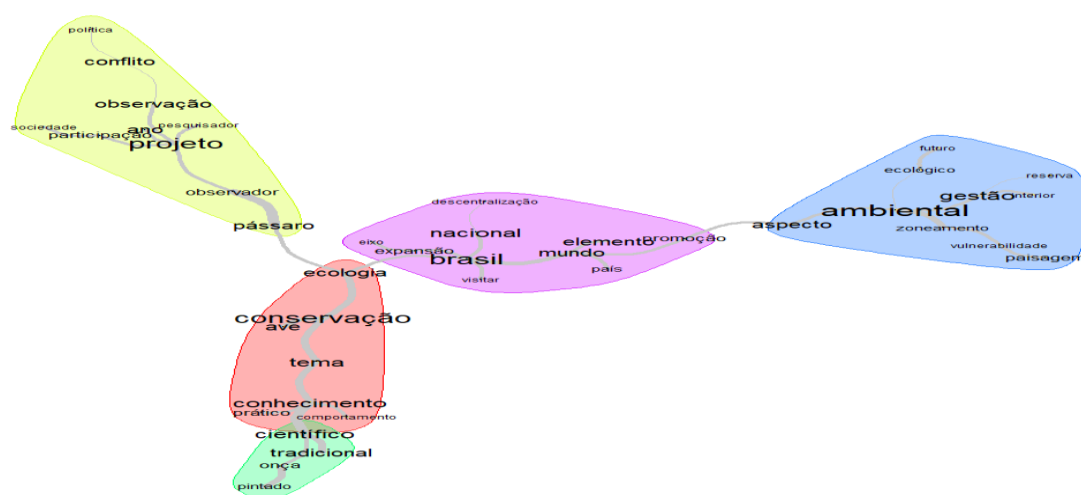 política
conflito
observação
pesquisador
ano
sociedade
participação
projeto
observador
pássaro
descentralização
nacional
eixo
expansão
brasil
elemento
promoção
mundo
país
visitar
futuro
ecológico
reserva
gestão
interior
ambiental
aspecto
zoneamento
vulnerabilidade
paisagem
ecologia
conservação
ave
tema
conhecimento
prático
comportamento
científico
tradicional
onça
pintado